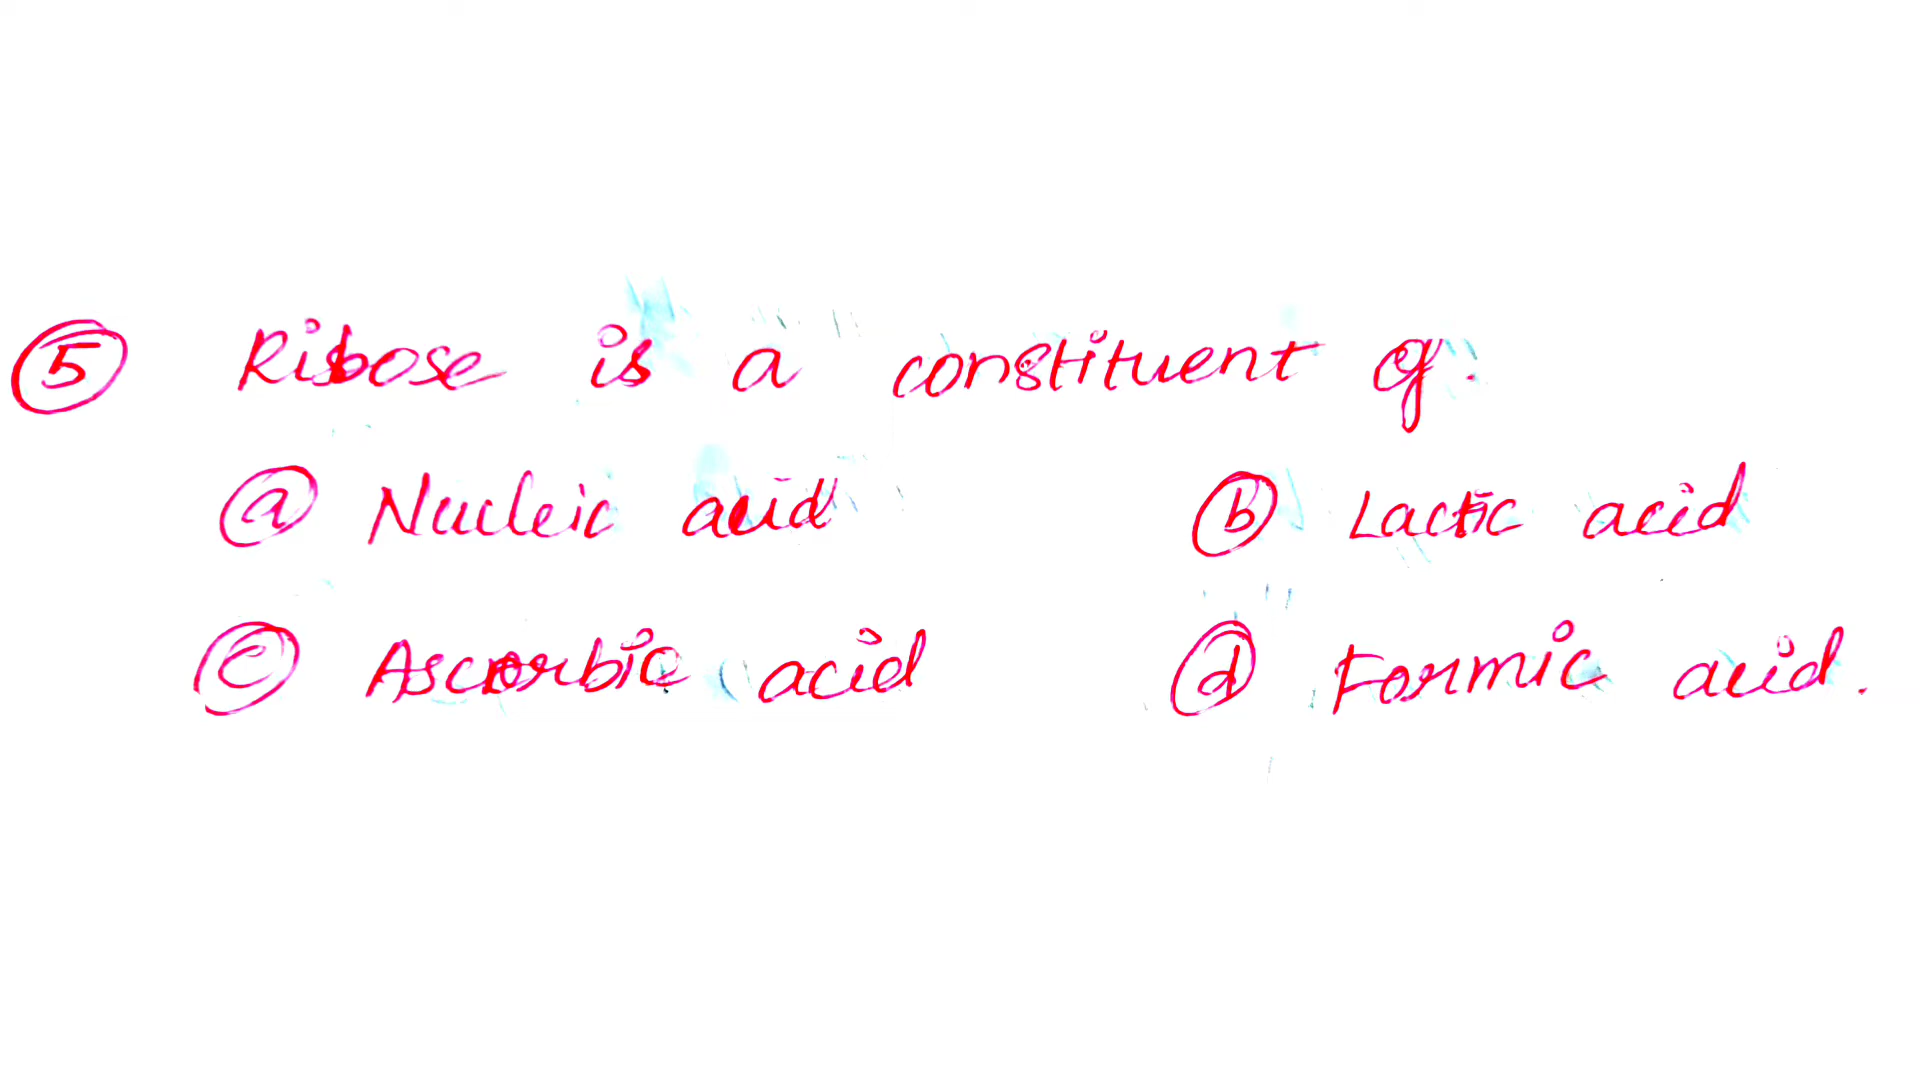 5 Ribose is a constituent of.
a Nucleic acid b Lactic acid
c Ascorbic acid d Formic acid.